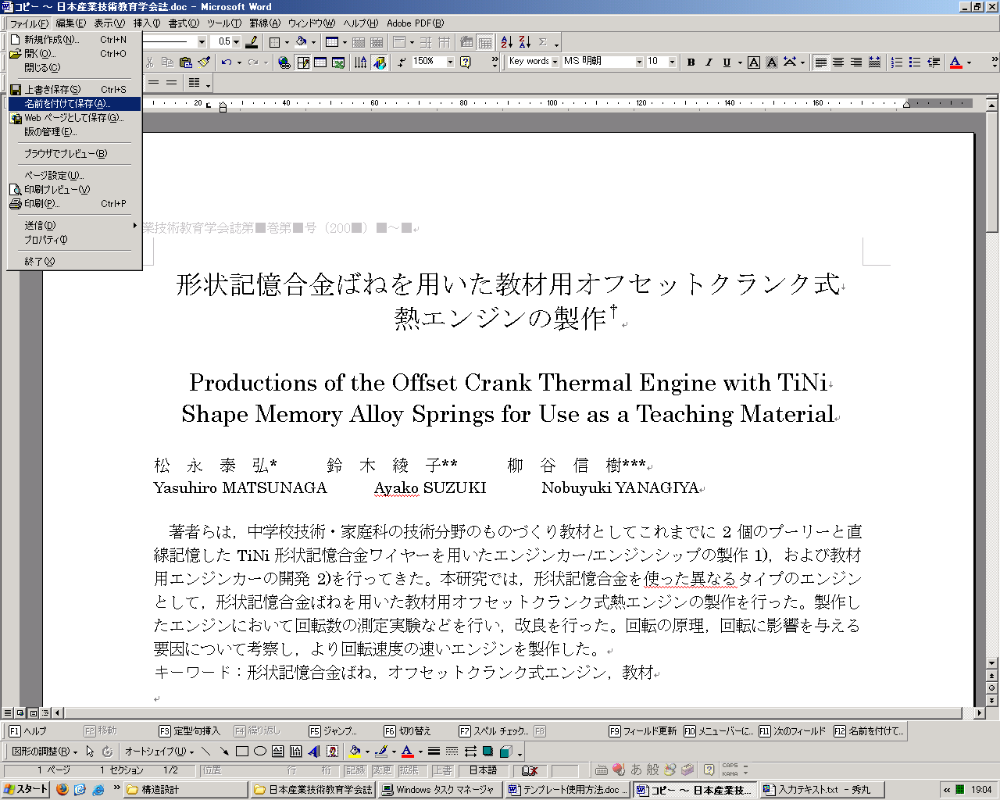 コピー ～ 日本産業技術教育学会誌.doc - Microsoft Word
ファイル(F) 編集(E) 表示(V) 挿入(I) 書式(O) ツール(T) 罫線(A) ウィンドウ(W) ヘルプ(H) Adobe PDF(B)
新規作成(N)... Ctrl+N
開く(O)... Ctrl+O
閉じる(C)
上書き保存(S) Ctrl+S
名前を付けて保存(A)...
Web ページとして保存(G)...
版の管理(E)...
ブラウザでプレビュー(B)
ページ設定(U)...
印刷プレビュー(V)
印刷(P)... Ctrl+P
送信(D)
プロパティ(I)
終了(X)
0.5
150% Key words MS 明朝 10 B I U A A A
20 40 60 80 100 120 140 160
業技術教育学会誌第■巻第■号（200■）■～■
形状記憶合金ばねを用いた教材用オフセットクランク式
熱エンジンの製作†
Productions of the Offset Crank Thermal Engine with TiNi
Shape Memory Alloy Springs for Use as a Teaching Material
松　永　泰　弘*　　　鈴　木　綾　子**　　　柳　谷　信　樹***
Yasuhiro MATSUNAGA Ayako SUZUKI Nobuyuki YANAGIYA
著者らは，中学校技術・家庭科の技術分野のものづくり教材としてこれまでに 2 個のプーリーと直
線記憶した TiNi 形状記憶合金ワイヤーを用いたエンジンカー/エンジンシップの製作 1)，および教材
用エンジンカーの開発 2)を行ってきた。本研究では，形状記憶合金を使った異なるタイプのエンジン
として，形状記憶合金ばねを用いた教材用オフセットクランク式熱エンジンの製作を行った。製作し
たエンジンにおいて回転数の測定実験などを行い，改良を行った。回転の原理，回転に影響を与える
要因について考察し，より回転速度の速いエンジンを製作した。
キーワード：形状記憶合金ばね，オフセットクランク式エンジン，教材
F1 ヘルプ F2 移動 F3 定型句挿入 F4 繰り返し F5 ジャンプ... F6 切り替え F7 スペル チェック... F8 F9 フィールド更新 F10 メニューバーに... F11 次のフィールド F12 名前を付けて...
図形の調整(R) オートシェイプ(U)
1 ページ 1 セクション 1/2 位置 行 桁 記録 変更 拡張 上書 日本語 あ 般 CAPS KANA
スタート 構造設計 日本産業技術教育学会誌 Windows タスク マネージャ テンプレート使用方法.doc ... コピー ～ 日本産業技... 入力テキスト.txt - 秀丸 19:04